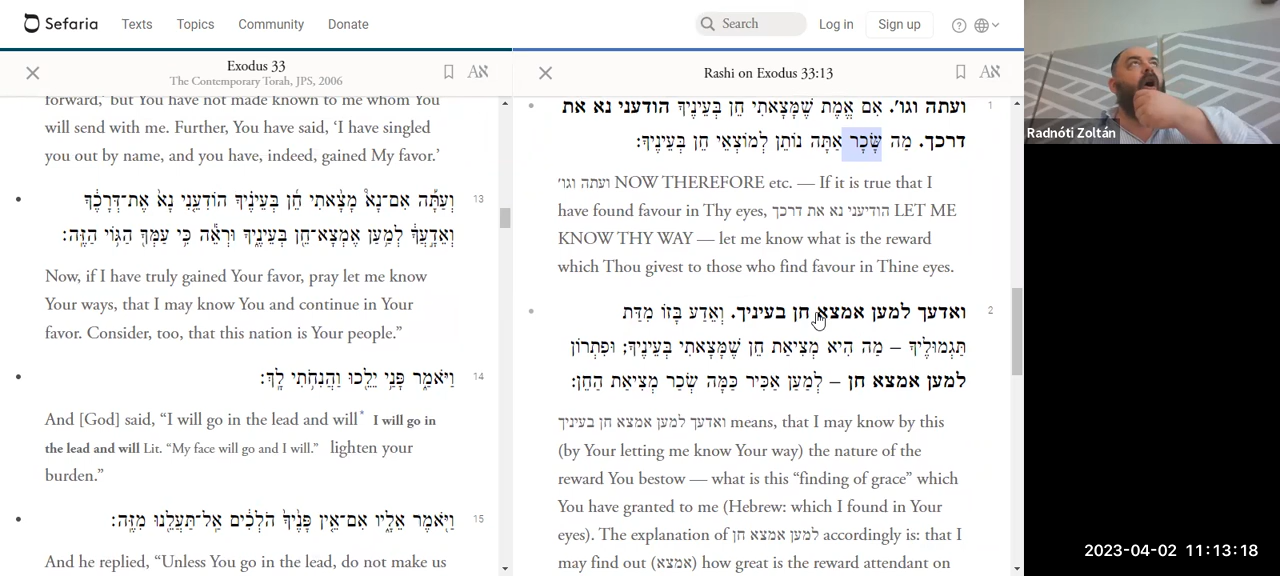 Sefaria
Texts
Topics
Community
Donate
Search
Log in
Sign up
Exodus 33
The Contemporary Torah, JPS, 2006
forward,’ but You have not made known to me whom You
will send with me. Further, You have said, ‘I have singled
you out by name, and you have, indeed, gained My favor.’
13
וְעַתָּ֡ה אִם־נָא֩ מָצָ֨אתִי חֵ֜ן בְּעֵינֶ֗יךָ הוֹדִעֵ֤נִי נָא֙ אֶת־דְּרָכֶ֔ךָ
וְאֵדָ֣עֲךָ֔ לְמַ֥עַן אֶמְצָא־חֵ֖ן בְּעֵינֶ֑יךָ וּרְאֵ֕ה כִּ֥י עַמְּךָ֖ הַגּ֥וֹי הַזֶּֽה׃
Now, if I have truly gained Your favor, pray let me know
Your ways, that I may know You and continue in Your
favor. Consider, too, that this nation is Your people.”
14
וַיֹּאמַ֑ר פָּנַ֥י יֵלֵ֖כוּ וַהֲנִחֹ֥תִי לָֽךְ׃
And [God] said, “I will go in the lead and will* I will go in
the lead and will Lit. “My face will go and I will.” lighten your
burden.”
15
וַיֹּ֖אמֶר אֵלָ֑יו אִם־אֵ֤ין פָּנֶ֙יךָ֙ הֹלְכִ֔ים אַֽל־תַּעֲלֵ֖נוּ מִזֶּֽה׃
And he replied, “Unless You go in the lead, do not make us
Rashi on Exodus 33:13
1
ועתה וגו׳. אִם אֱמֶת שֶׁמָּצָאתִי חֵן בְּעֵינֶיךָ הודעני נא את
דרכך. מַה שָּׂכָר אַתָּה נוֹתֵן לְמוֹצְאֵי חֵן בְּעֵינֶיךָ:
ועתה וגו׳ NOW THEREFORE etc. — If it is true that I
have found favour in Thy eyes, הודיעני נא את דרכך LET ME
KNOW THY WAY — let me know what is the reward
which Thou givest to those who find favour in Thine eyes.
2
ואדעך למען אמצא חן בעיניך. וְאֵדַע בָּזוֹ מִדַּת
תַּגְמוּלֶיךָ – מַה הִיא מְצִיאַת חֵן שֶׁמָּצָאתִי בְּעֵינֶיךָ; וּפִתְרוֹן
למען אמצא חן – לְמַעַן אַכִּיר כַּמָּה שְׂכַר מְצִיאַת הַחֵן:
ואדעך למען אמצא חן בעיניך means, that I may know by this
(by Your letting me know Your way) the nature of the
reward You bestow — what is this “finding of grace” which
You have granted to me (Hebrew: which I found in Your
eyes). The explanation of למען אמצא חן accordingly is: that I
may find out (אמצא) how great is the reward attendant on
Radnóti Zoltán
2023-04-02 11:13:18